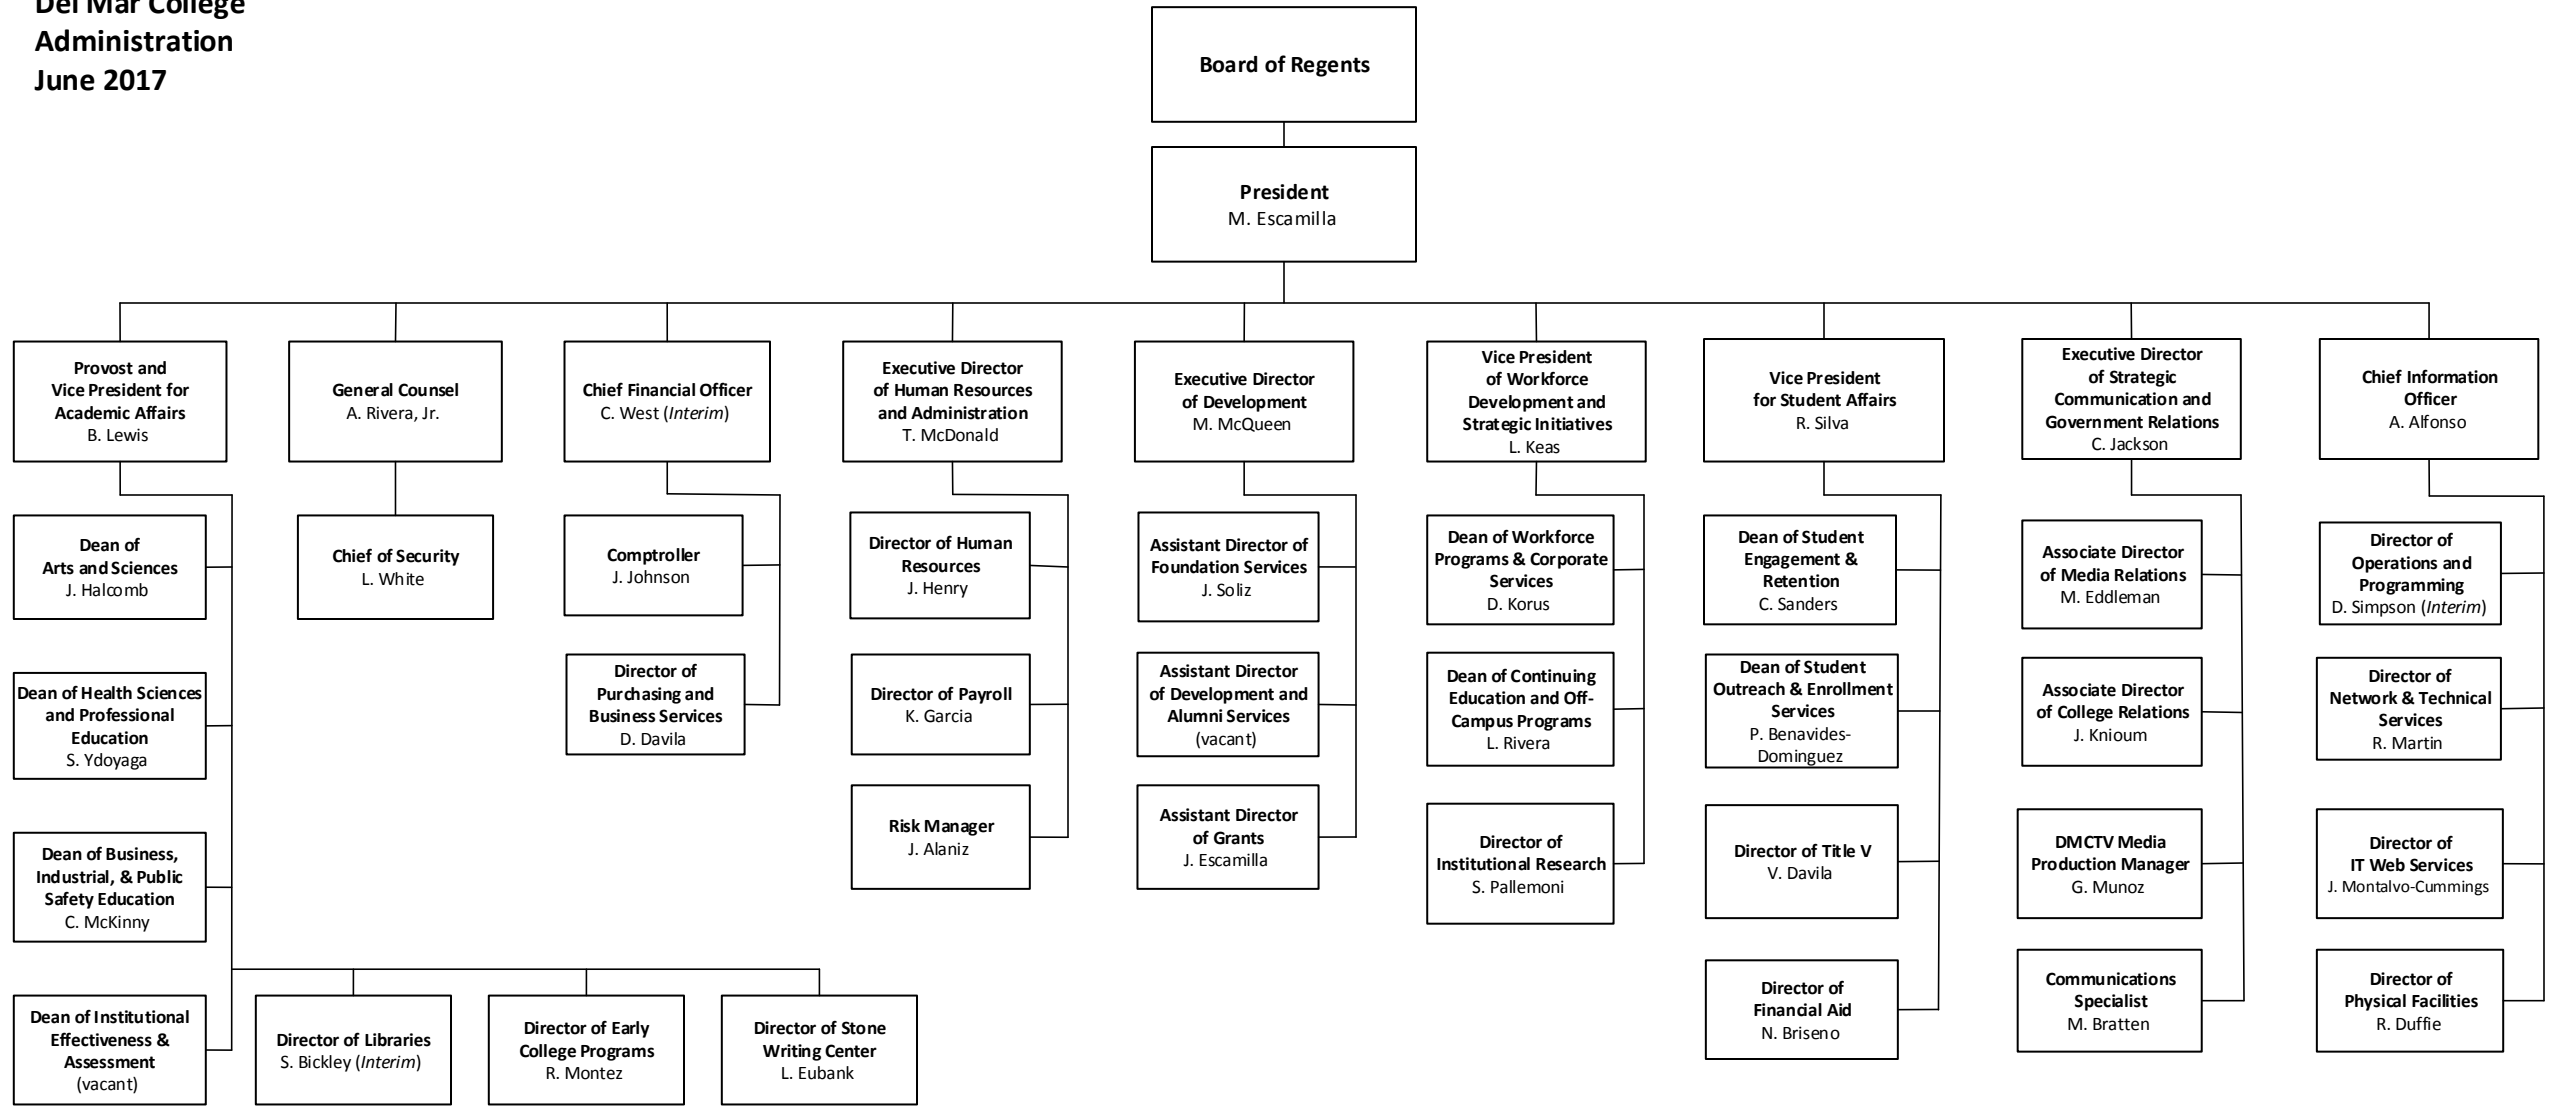 Del Mar College
Administration
June 2017
Board of Regents
President
M. Escamilla
Provost and
Vice President for
Academic Affairs
B. Lewis
General Counsel
A. Rivera, Jr.
Chief Financial Officer
C. West (Interim)
Executive Director
of Human Resources
and Administration
T. McDonald
Executive Director
of Development
M. McQueen
Vice President
of Workforce
Development and
Strategic Initiatives
L. Keas
Vice President
for Student Affairs
R. Silva
Executive Director
of Strategic
Communication and
Government Relations
C. Jackson
Chief Information
Officer
A. Alfonso
Dean of
Arts and Sciences
J. Halcomb
Chief of Security
L. White
Comptroller
J. Johnson
Director of Human
Resources
J. Henry
Assistant Director of
Foundation Services
J. Soliz
Dean of Workforce
Programs & Corporate
Services
D. Korus
Dean of Student
Engagement &
Retention
C. Sanders
Associate Director
of Media Relations
M. Eddleman
Director of
Operations and
Programming
D. Simpson (Interim)
Dean of Health Sciences
and Professional
Education
S. Ydoyaga
Director of
Purchasing and
Business Services
D. Davila
Director of Payroll
K. Garcia
Assistant Director
of Development and
Alumni Services
(vacant)
Dean of Continuing
Education and Off-
Campus Programs
L. Rivera
Dean of Student
Outreach & Enrollment
Services
P. Benavides-
Dominguez
Associate Director
of College Relations
J. Knioum
Director of
Network & Technical
Services
R. Martin
Dean of Business,
Industrial, & Public
Safety Education
C. McKinny
Risk Manager
J. Alaniz
Assistant Director
of Grants
J. Escamilla
Director of
Institutional Research
S. Pallemoni
Director of Title V
V. Davila
DMCTV Media
Production Manager
G. Munoz
Director of
IT Web Services
J. Montalvo-Cummings
Dean of Institutional
Effectiveness &
Assessment
(vacant)
Director of Libraries
S. Bickley (Interim)
Director of Early
College Programs
R. Montez
Director of Stone
Writing Center
L. Eubank
Director of
Financial Aid
N. Briseno
Communications
Specialist
M. Bratten
Director of
Physical Facilities
R. Duffie